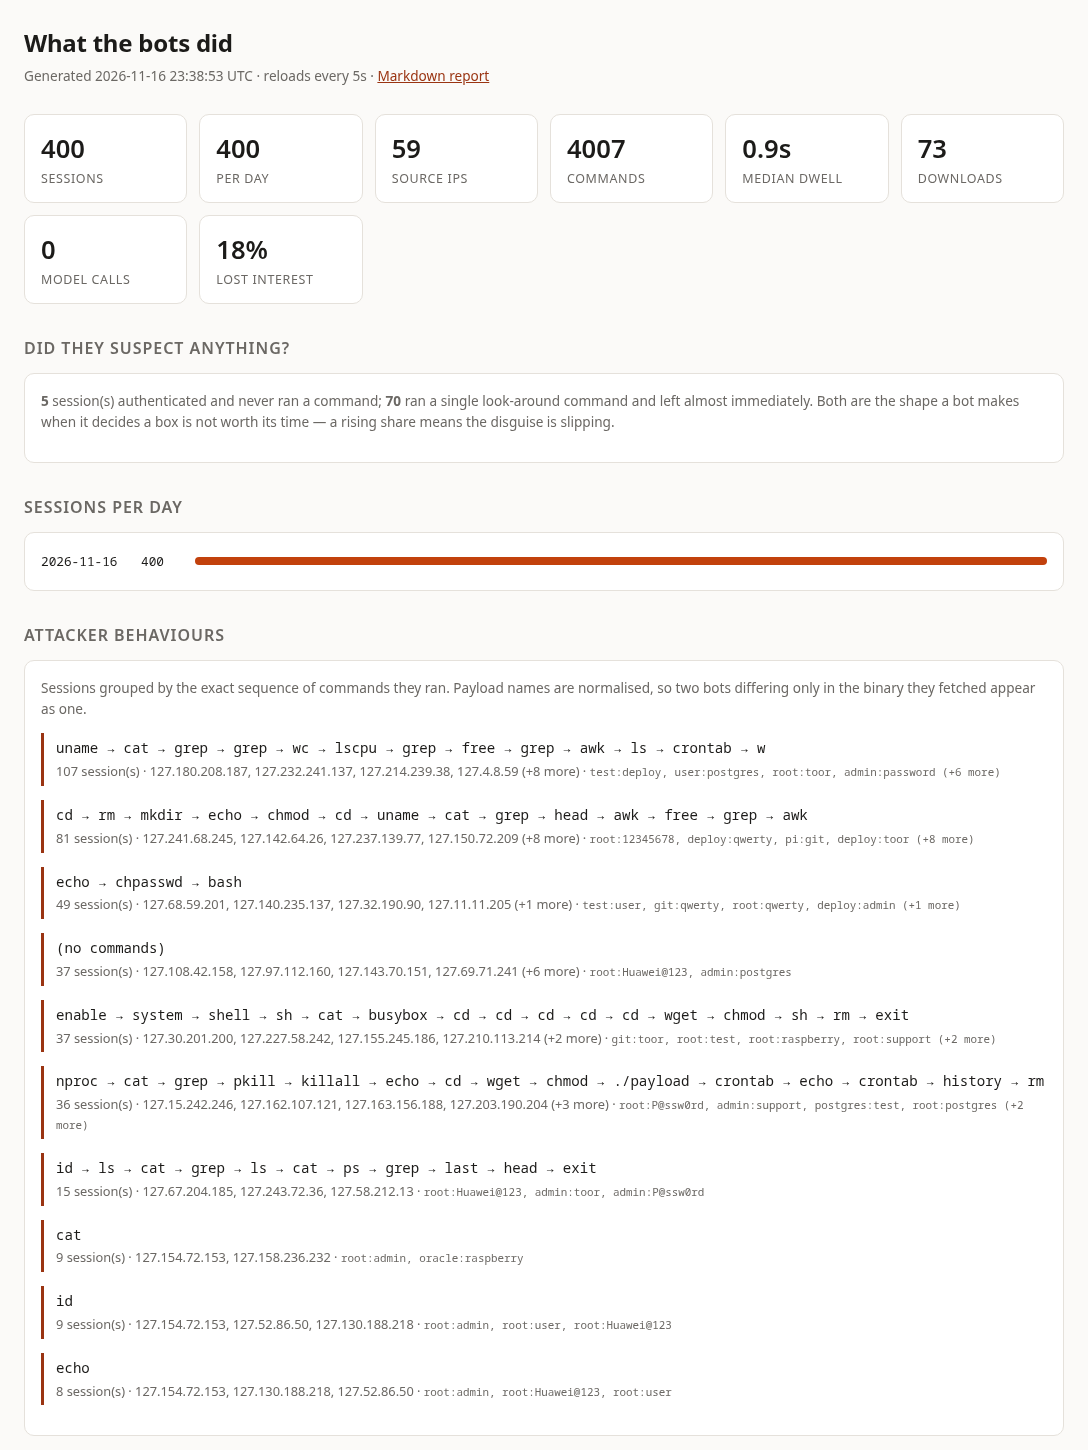 What the bots did
Generated 2026-11-16 23:38:53 UTC · reloads every 5s · Markdown report
400
SESSIONS
400
PER DAY
59
SOURCE IPS
4007
COMMANDS
0.9s
MEDIAN DWELL
73
DOWNLOADS
0
MODEL CALLS
18%
LOST INTEREST
DID THEY SUSPECT ANYTHING?
5 session(s) authenticated and never ran a command; 70 ran a single look-around command and left almost immediately. Both are the shape a bot makes
when it decides a box is not worth its time — a rising share means the disguise is slipping.
SESSIONS PER DAY
2026-11-16 400
ATTACKER BEHAVIOURS
Sessions grouped by the exact sequence of commands they ran. Payload names are normalised, so two bots differing only in the binary they fetched appear
as one.
uname → cat → grep → grep → wc → lscpu → grep → free → grep → awk → ls → crontab → w
107 session(s) · 127.180.208.187, 127.232.241.137, 127.214.239.38, 127.4.8.59 (+8 more) · test:deploy, user:postgres, root:toor, admin:password (+6 more)
cd → rm → mkdir → echo → chmod → cd → uname → cat → grep → head → awk → free → grep → awk
81 session(s) · 127.241.68.245, 127.142.64.26, 127.237.139.77, 127.150.72.209 (+8 more) · root:12345678, deploy:qwerty, pi:git, deploy:toor (+8 more)
echo → chpasswd → bash
49 session(s) · 127.68.59.201, 127.140.235.137, 127.32.190.90, 127.11.11.205 (+1 more) · test:user, git:qwerty, root:qwerty, deploy:admin (+1 more)
(no commands)
37 session(s) · 127.108.42.158, 127.97.112.160, 127.143.70.151, 127.69.71.241 (+6 more) · root:Huawei@123, admin:postgres
enable → system → shell → sh → cat → busybox → cd → cd → cd → cd → cd → wget → chmod → sh → rm → exit
37 session(s) · 127.30.201.200, 127.227.58.242, 127.155.245.186, 127.210.113.214 (+2 more) · git:toor, root:test, root:raspberry, root:support (+2 more)
nproc → cat → grep → pkill → killall → echo → cd → wget → chmod → ./payload → crontab → echo → crontab → history → rm
36 session(s) · 127.15.242.246, 127.162.107.121, 127.163.156.188, 127.203.190.204 (+3 more) · root:P@ssw0rd, admin:support, postgres:test, root:postgres (+2
more)
id → ls → cat → grep → ls → cat → ps → grep → last → head → exit
15 session(s) · 127.67.204.185, 127.243.72.36, 127.58.212.13 · root:Huawei@123, admin:toor, admin:P@ssw0rd
cat
9 session(s) · 127.154.72.153, 127.158.236.232 · root:admin, oracle:raspberry
id
9 session(s) · 127.154.72.153, 127.52.86.50, 127.130.188.218 · root:admin, root:user, root:Huawei@123
echo
8 session(s) · 127.154.72.153, 127.130.188.218, 127.52.86.50 · root:admin, root:Huawei@123, root:user